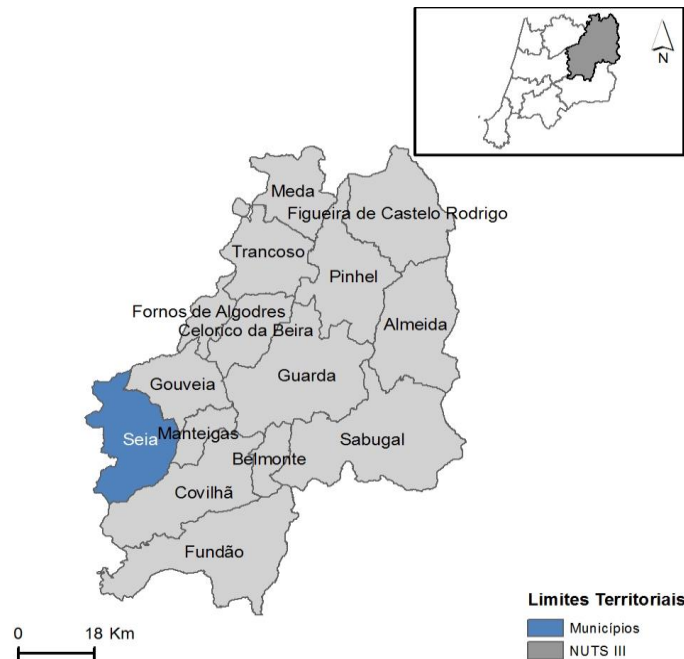 N
Meda
Figueira de Castelo Rodrigo
Trancoso
Pinhel
Fornos de Algodres
Celorico da Beira
Almeida
Gouveia
Guarda
Seia
Manteigas
Sabugal
Belmonte
Covilhã
Fundão
Limites Territoriais
0 18 Km
Municípios
NUTS III